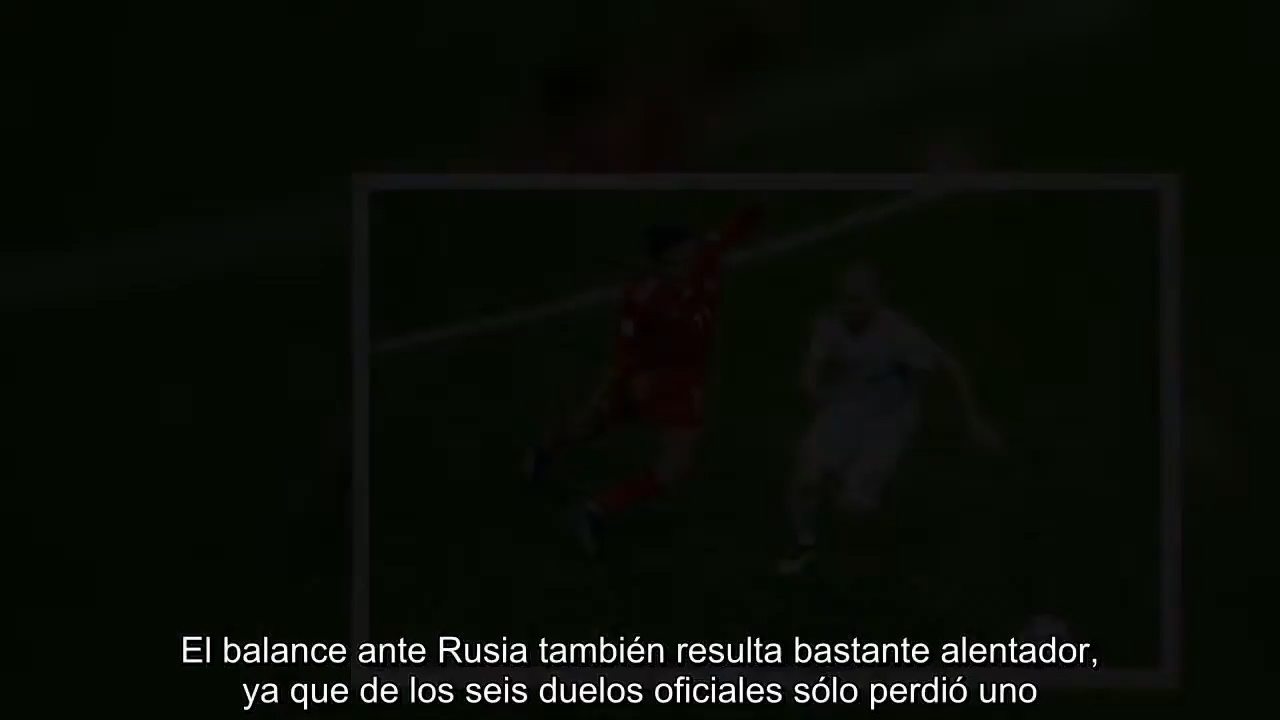 El balance ante Rusia también resulta bastante alentador,
ya que de los seis duelos oficiales sólo perdió uno